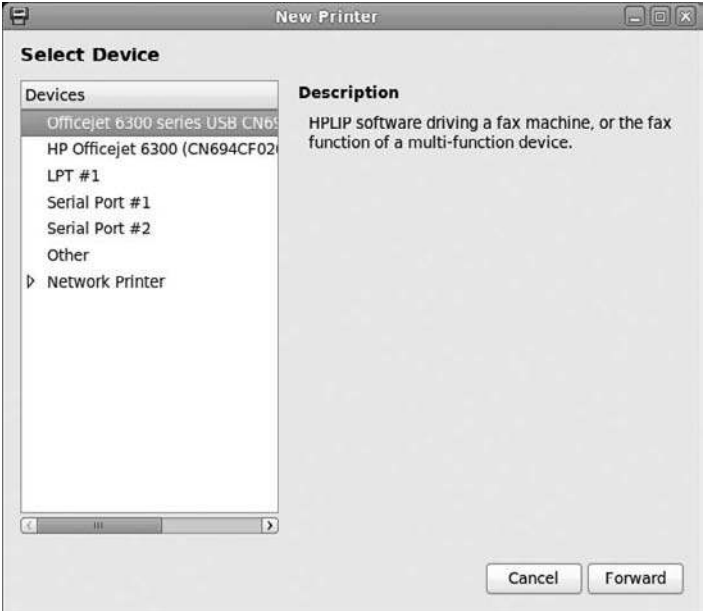 New Printer
Select Device
Devices
Officejet 6300 series USB CN69
HP Officejet 6300 (CN694CF02
LPT #1
Serial Port #1
Serial Port #2
Other
Network Printer
Description
HPLIP software driving a fax machine, or the fax
function of a multi-function device.
Cancel
Forward